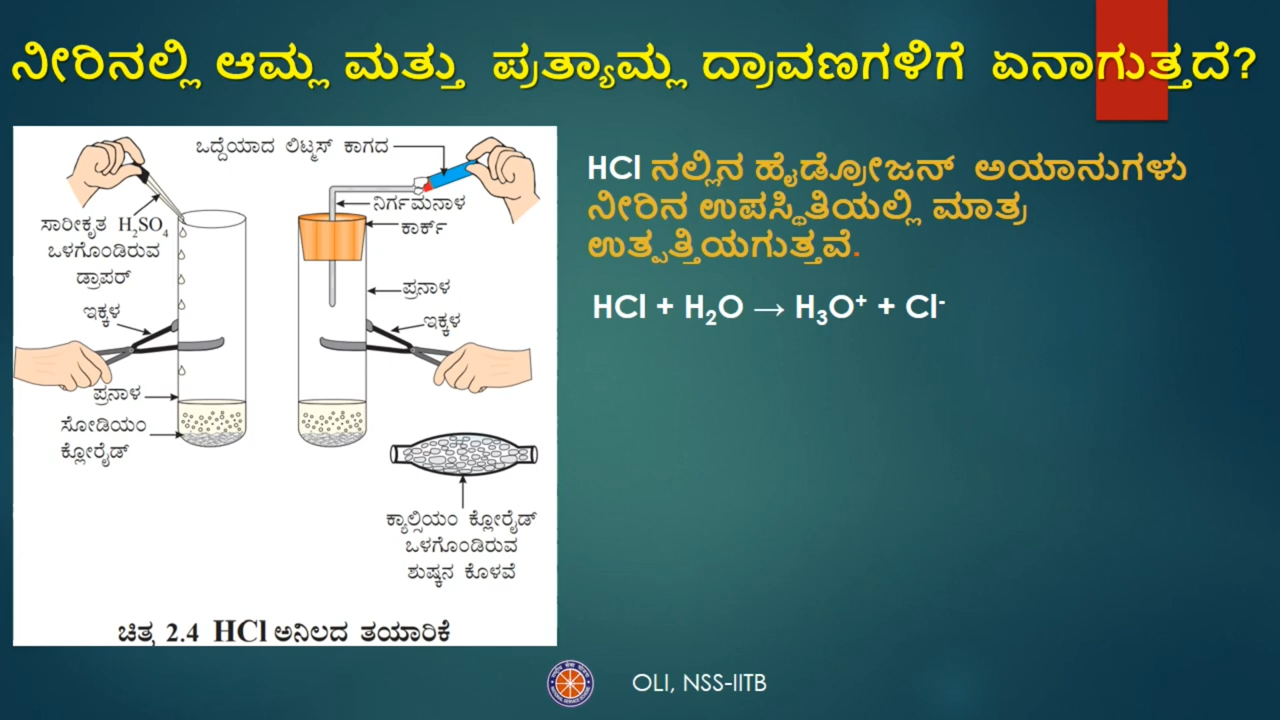 ನೀರಿನಲ್ಲಿ ಆಮ್ಲ ಮತ್ತು ಪ್ರತ್ಯಾಮ್ಲ ದ್ರಾವಣಗಳಿಗೆ ಏನಾಗುತ್ತದೆ?
ಒದ್ದೆಯಾದ ಲಿಟ್ಮಸ್ ಕಾಗದ
ನಿರ್ಗಮನಾಳ
ಕಾರ್ಕ್
ಸಾರೀಕೃತ H₂SO₄
ಒಳಗೊಂಡಿರುವ
ಡ್ರಾಪರ್
ಪ್ರನಾಳ
ಇಕ್ಕಳ
ಇಕ್ಕಳ
ಪ್ರನಾಳ
ಸೋಡಿಯಂ
ಕ್ಲೋರೈಡ್
ಕ್ಯಾಲ್ಸಿಯಂ ಕ್ಲೋರೈಡ್
ಒಳಗೊಂಡಿರುವ
ಶುಷ್ಕನ ಕೊಳವೆ
ಚಿತ್ರ 2.4 HCl ಅನಿಲದ ತಯಾರಿಕೆ
HCl ನಲ್ಲಿನ ಹೈಡ್ರೋಜನ್ ಅಯಾನುಗಳು
ನೀರಿನ ಉಪಸ್ಥಿತಿಯಲ್ಲಿ ಮಾತ್ರ
ಉತ್ಪತ್ತಿಯಗುತ್ತವೆ.
HCl + H₂O → H₃O⁺ + Cl⁻
OLI, NSS-IITB